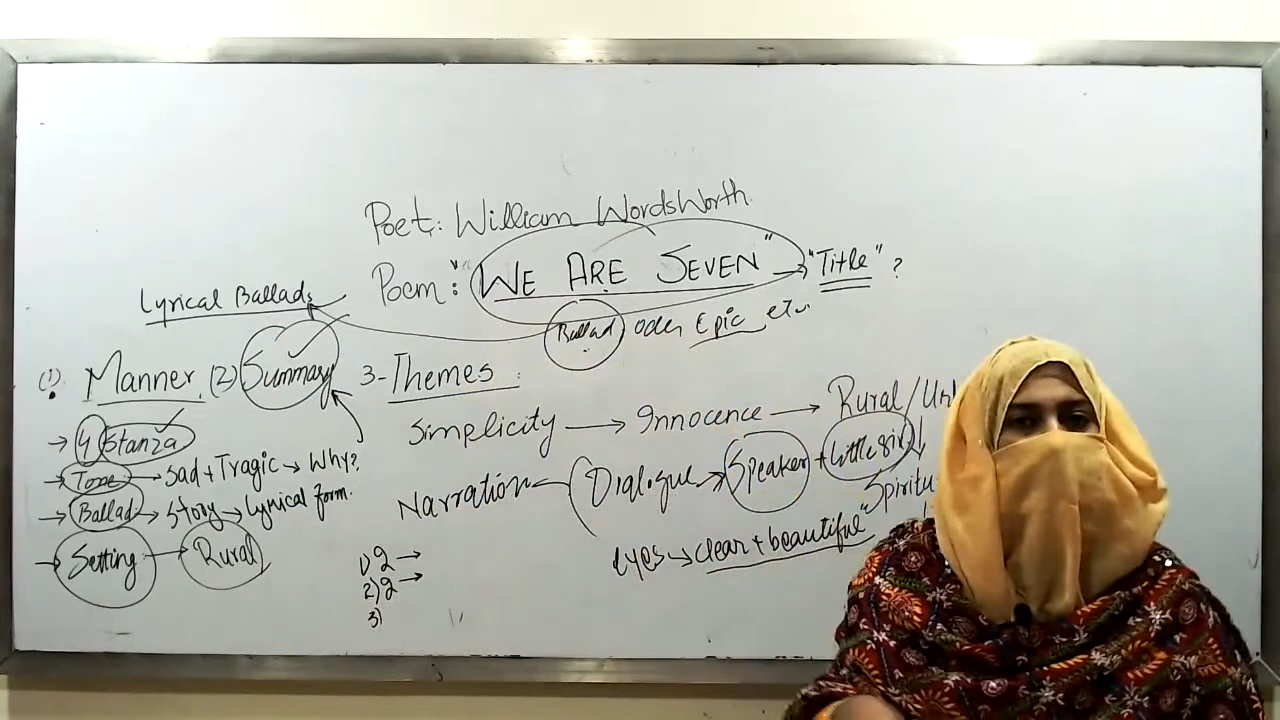 Poet: William WordsWorth
Poem: "WE ARE SEVEN" → "Title" ?
Lyrical Ballads
Ballad odes Epic etc.
(1) Manner (2) Summary 3- Themes :
Simplicity → Innocence → Rural/
→ 4 Stanza
→ Tone → Sad + Tragic → Why?
→ Ballad → Story → Lyrical form.
→ Setting → Rural
Narration Dialogue → Speaker + little girl
eyes → clear + beautiful"
1) 2 →
2) 2 →
3)